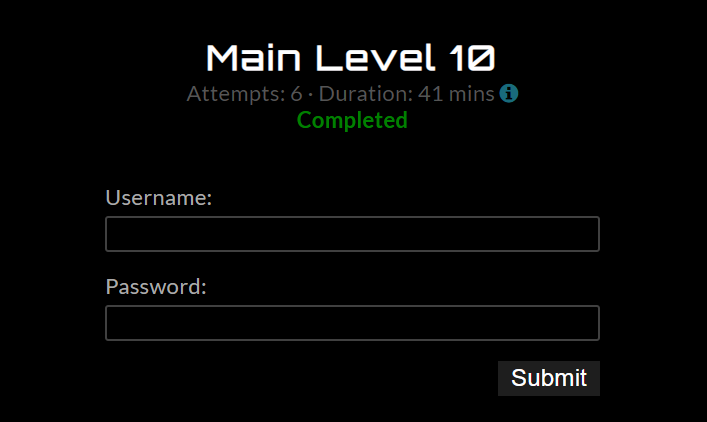 Main Level 10
Attempts: 6 · Duration: 41 mins
Completed
Username:
Password:
Submit